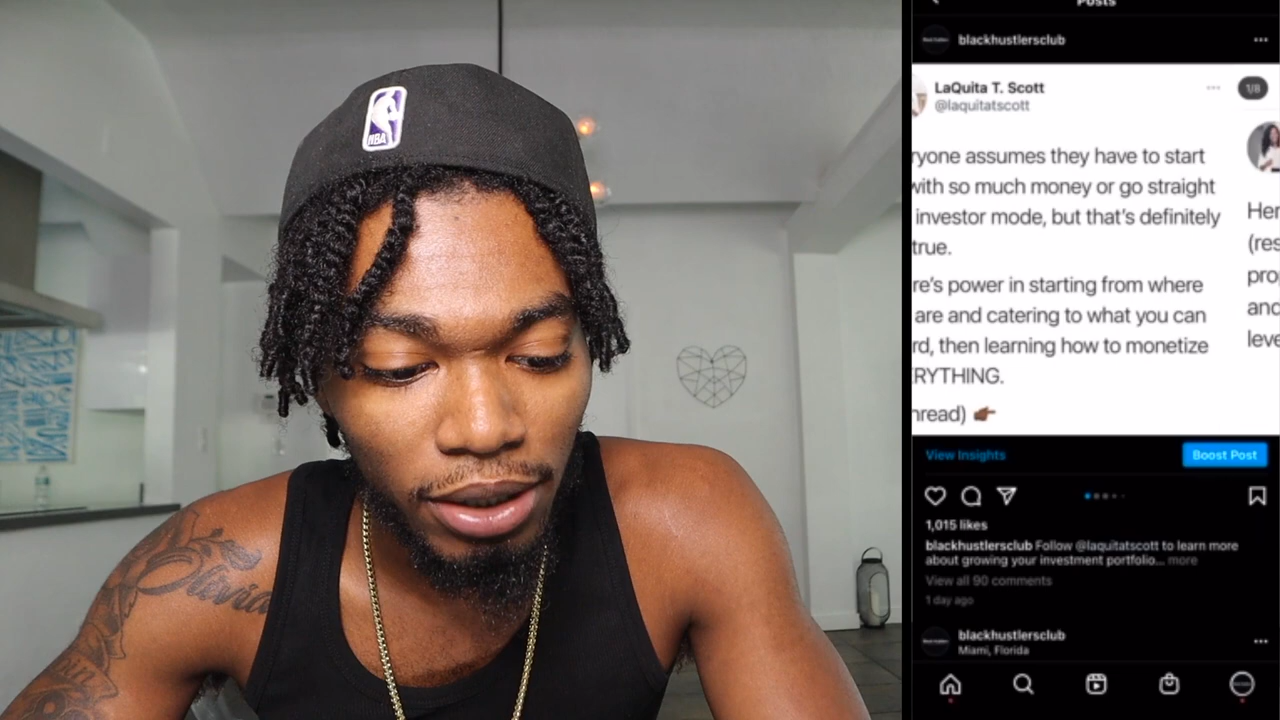 NBA
Olevia
Posts
blackhustlersclub
LaQuita T. Scott
@laquitatscott
1/8
ryone assumes they have to start
with so much money or go straight
investor mode, but that's definitely
true.
re's power in starting from where
are and catering to what you can
rd, then learning how to monetize
ERYTHING.
hread) 👉🏾
Her
(res
pro
and
leve
View Insights
Boost Post
1,015 likes
blackhustlersclub Follow @laquitatscott to learn more
about growing your investment portfolio... more
View all 90 comments
1 day ago
blackhustlersclub
Miami, Florida